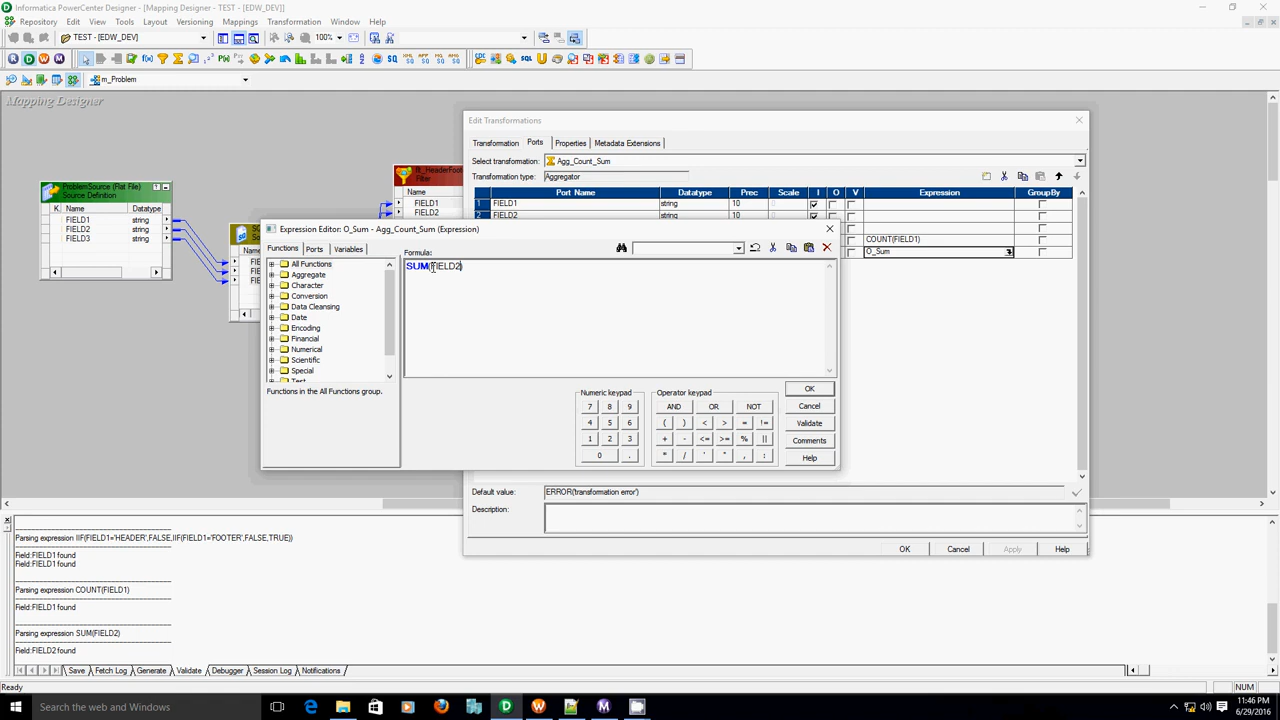 Informatica PowerCenter Designer - [Mapping Designer - TEST - [EDW_DEV]]
Repository Edit View Tools Layout Versioning Mappings Transformation Window Help
TEST - [EDW_DEV] 100%
m_Problem
Mapping Designer
ProblemSource (Flat File)
Source Definition
K Name Datatype
FIELD1 string
FIELD2 string
FIELD3 string
Name
FIELD1
FIELD2
Edit Transformations
Transformation Ports Properties Metadata Extensions
Select transformation: Agg_Count_Sum
Transformation type: Aggregator
Port Name Datatype Prec Scale I O V Expression GroupBy
1 FIELD1 string 10 0
2 FIELD2 string 10 0
COUNT(FIELD1)
O_Sum
Expression Editor: O_Sum - Agg_Count_Sum (Expression)
Functions Ports Variables
Formula:
SUM(FIELD2)
All Functions
Aggregate
Character
Conversion
Data Cleansing
Date
Encoding
Financial
Numerical
Scientific
Special
Test
Functions in the All Functions group.
Numeric keypad
7 8 9
4 5 6
1 2 3
0 .
Operator keypad
AND OR NOT
( ) < > = !=
+ - <= >= % ||
* / ' " , :
OK
Cancel
Validate
Comments
Help
Default value: ERROR('transformation error')
Description:
OK Cancel Apply Help
Parsing expression IIF(FIELD1='HEADER',FALSE,IIF(FIELD1='FOOTER',FALSE,TRUE))
Field:FIELD1 found
Field:FIELD1 found
Parsing expression COUNT(FIELD1)
Field:FIELD1 found
Parsing expression SUM(FIELD2)
Field:FIELD2 found
Save Fetch Log Generate Validate Debugger Session Log Notifications
Ready NUM
Search the web and Windows
11:46 PM
6/29/2016